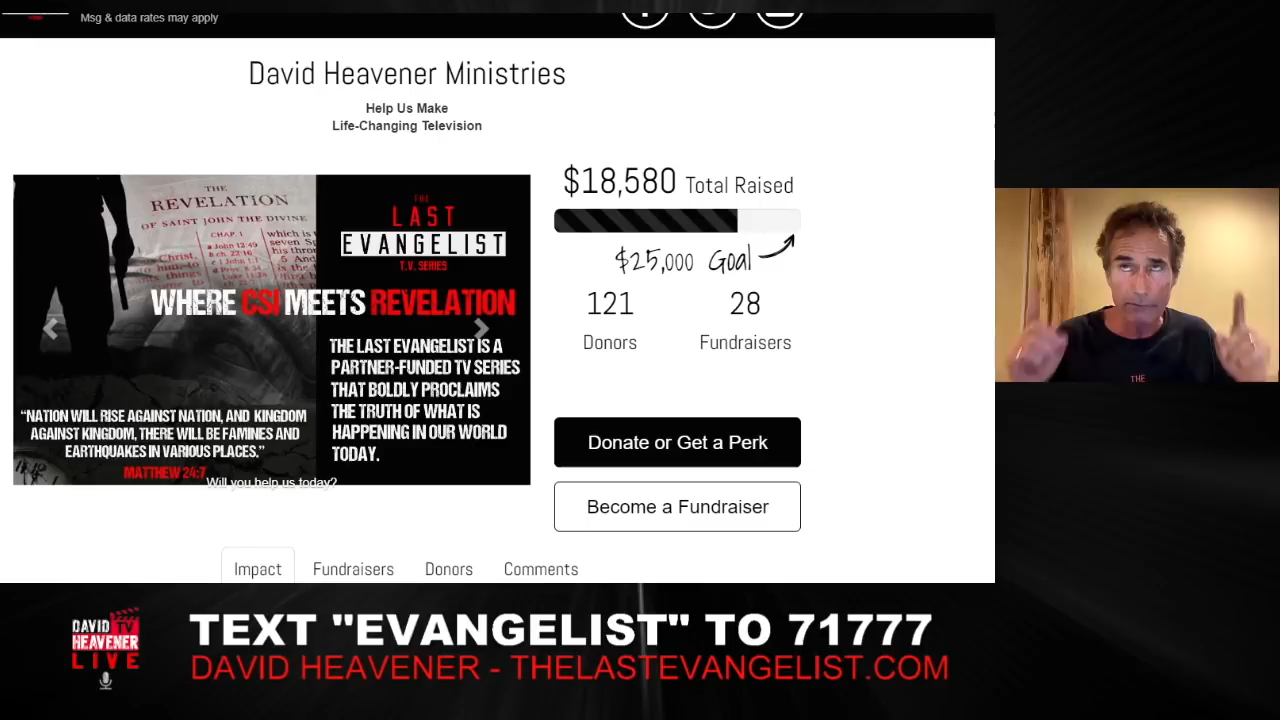 Msg & data rates may apply
David Heavener Ministries
Help Us Make
Life-Changing Television
THE
REVELATION
OF SAINT JOHN THE DIVINE
CHAP. 1
THE
LAST
EVANGELIST
T.V. SERIES
WHERE CSI MEETS REVELATION
THE LAST EVANGELIST IS A
PARTNER-FUNDED TV SERIES
THAT BOLDLY PROCLAIMS
THE TRUTH OF WHAT IS
HAPPENING IN OUR WORLD
TODAY.
“NATION WILL RISE AGAINST NATION, AND KINGDOM
AGAINST KINGDOM, THERE WILL BE FAMINES AND
EARTHQUAKES IN VARIOUS PLACES.”
MATTHEW 24:7
Will you help us today?
$18,580 Total Raised
$25,000 Goal
121
Donors
28
Fundraisers
Donate or Get a Perk
Become a Fundraiser
Impact
Fundraisers
Donors
Comments
THE
DAVID TV
HEAVENER
LIVE
TEXT "EVANGELIST" TO 71777
DAVID HEAVENER - THELASTEVANGELIST.COM